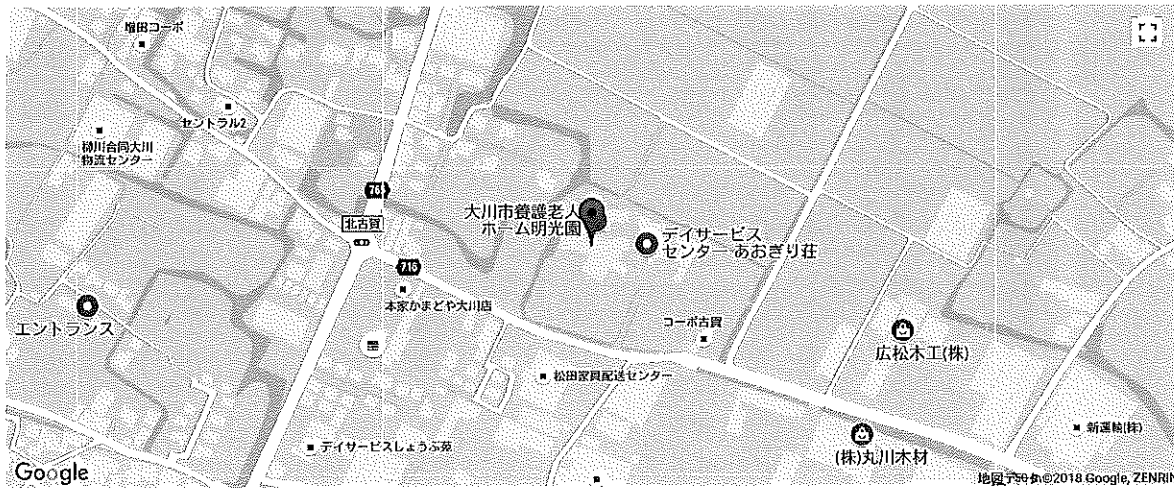 増田コーポ
セントラル2
柳川合同大川
物流センター
766
北古賀
大川市養護老人
ホーム明光園
デイサービス
センター あおぎり荘
716
本家かまどや大川店
エントランス
コーポ古賀
広松木工(株)
松田家具配送センター
デイサービスしょうぶ苑
(株)丸川木材
新運輸(株)
Google
©2018 Google, ZENRIN